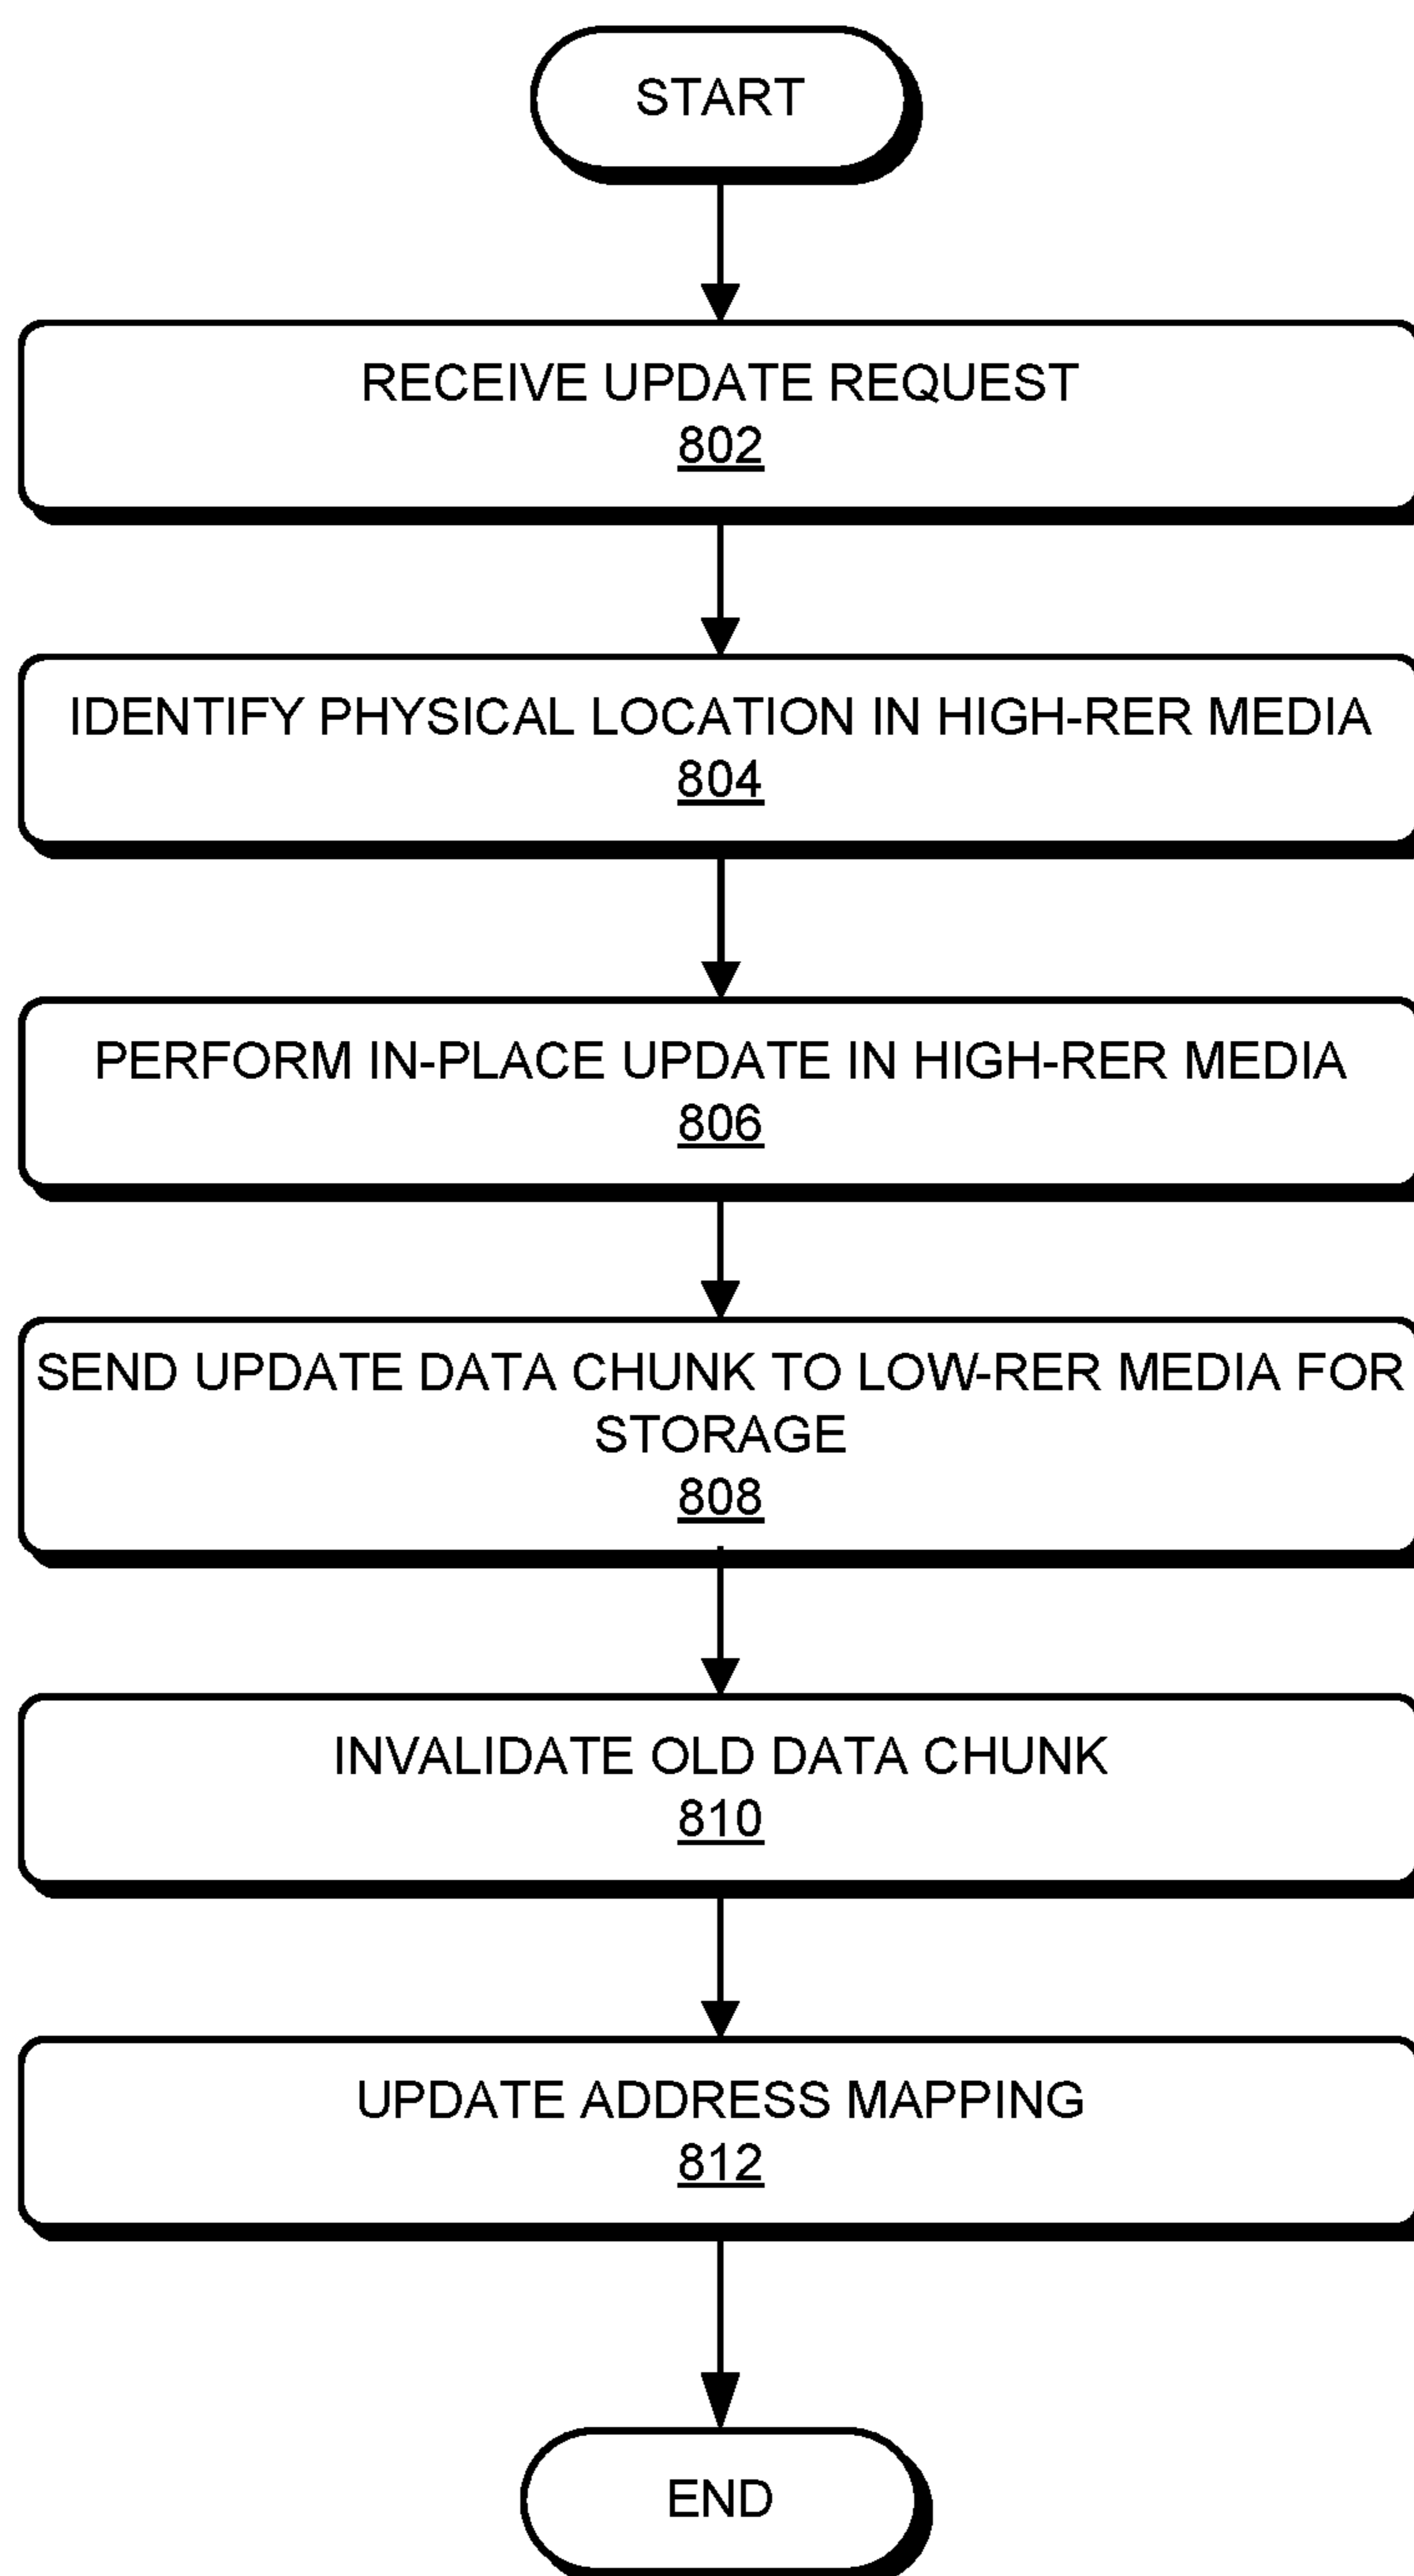 START
RECEIVE UPDATE REQUEST
802
IDENTIFY PHYSICAL LOCATION IN HIGH-RER MEDIA
804
PERFORM IN-PLACE UPDATE IN HIGH-RER MEDIA
806
SEND UPDATE DATA CHUNK TO LOW-RER MEDIA FOR
STORAGE
808
INVALIDATE OLD DATA CHUNK
810
UPDATE ADDRESS MAPPING
812
END